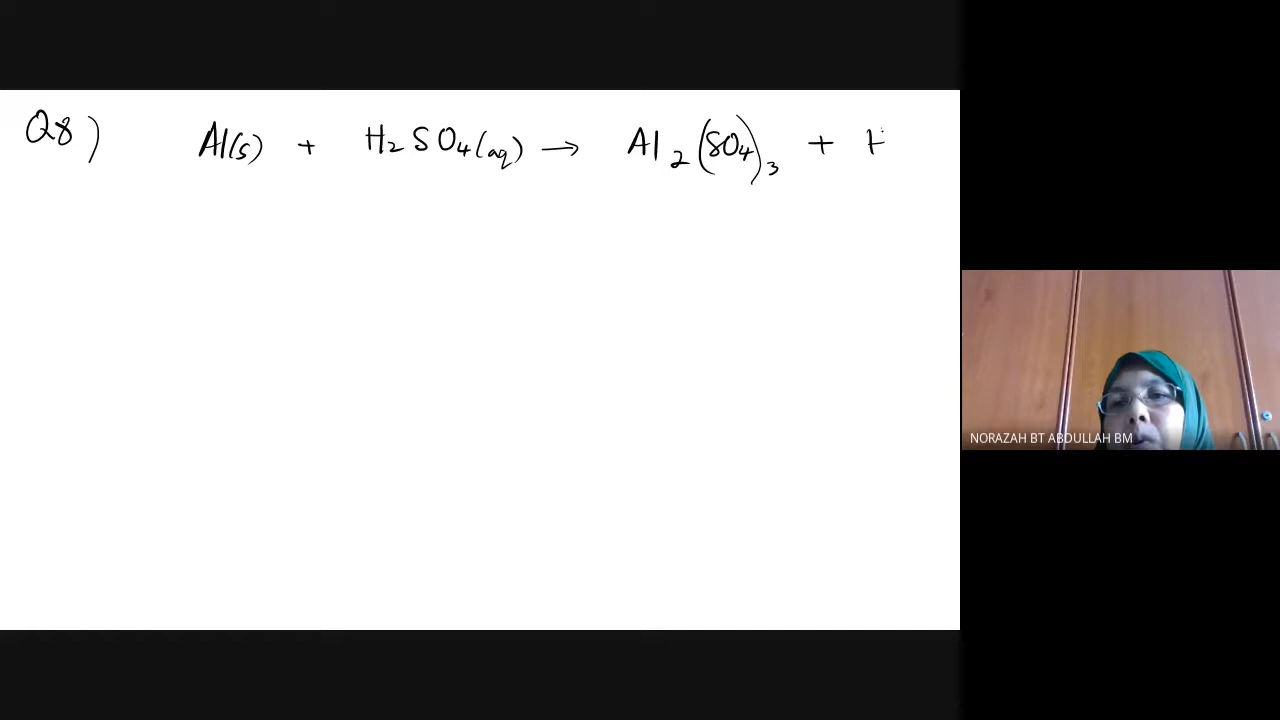 Q8) Al(s) + H₂SO₄(aq) → Al₂(SO₄)₃ +
NORAZAH BT ABDULLAH BM